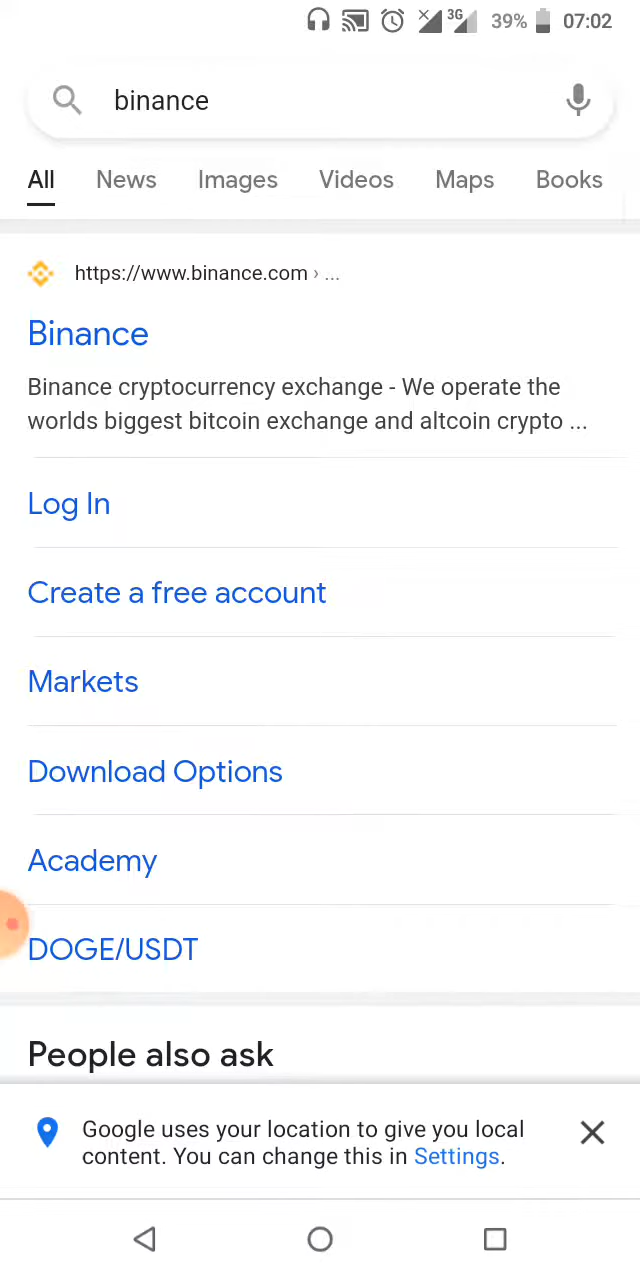 3G 39% 07:02
binance
All News Images Videos Maps Books
https://www.binance.com › ...
Binance
Binance cryptocurrency exchange - We operate the
worlds biggest bitcoin exchange and altcoin crypto ...
Log In
Create a free account
Markets
Download Options
Academy
DOGE/USDT
People also ask
Google uses your location to give you local
content. You can change this in Settings.